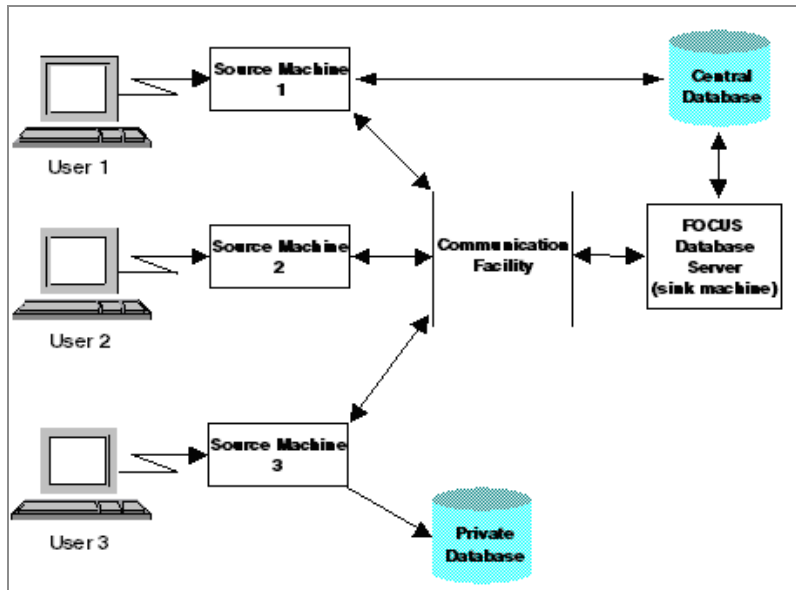 Source Machine
1
Central
Database
User 1
FOCUS
Database
Server
(sink machine)
Communication
Facility
Source Machine
2
User 2
Source Machine
3
User 3
Private
Database